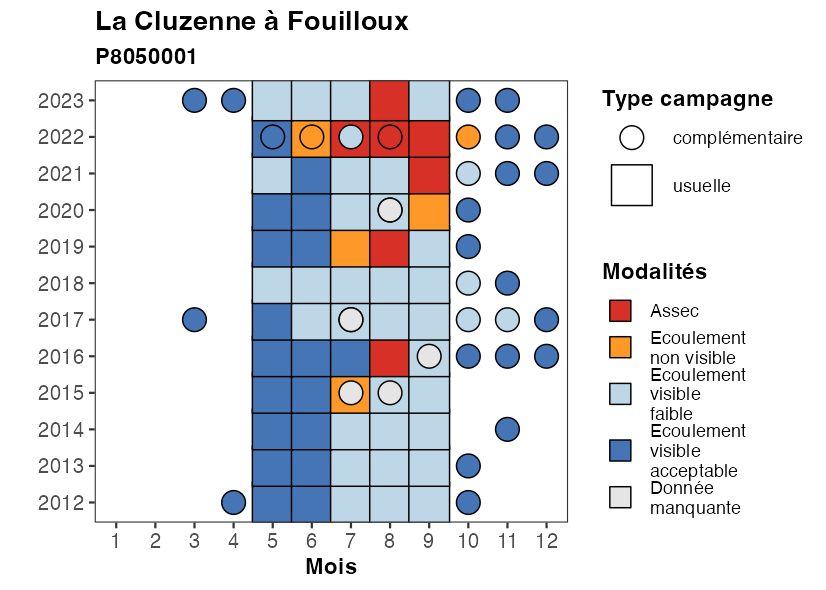 La Cluzenne à Fouilloux
P8050001
2023
2022
2021
2020
2019
2018
2017
2016
2015
2014
2013
2012
1 2 3 4 5 6 7 8 9 10 11 12
Mois
Type campagne
complémentaire
usuelle
Modalités
Assec
Ecoulement
non visible
Ecoulement
visible
faible
Ecoulement
visible
acceptable
Donnée
manquante